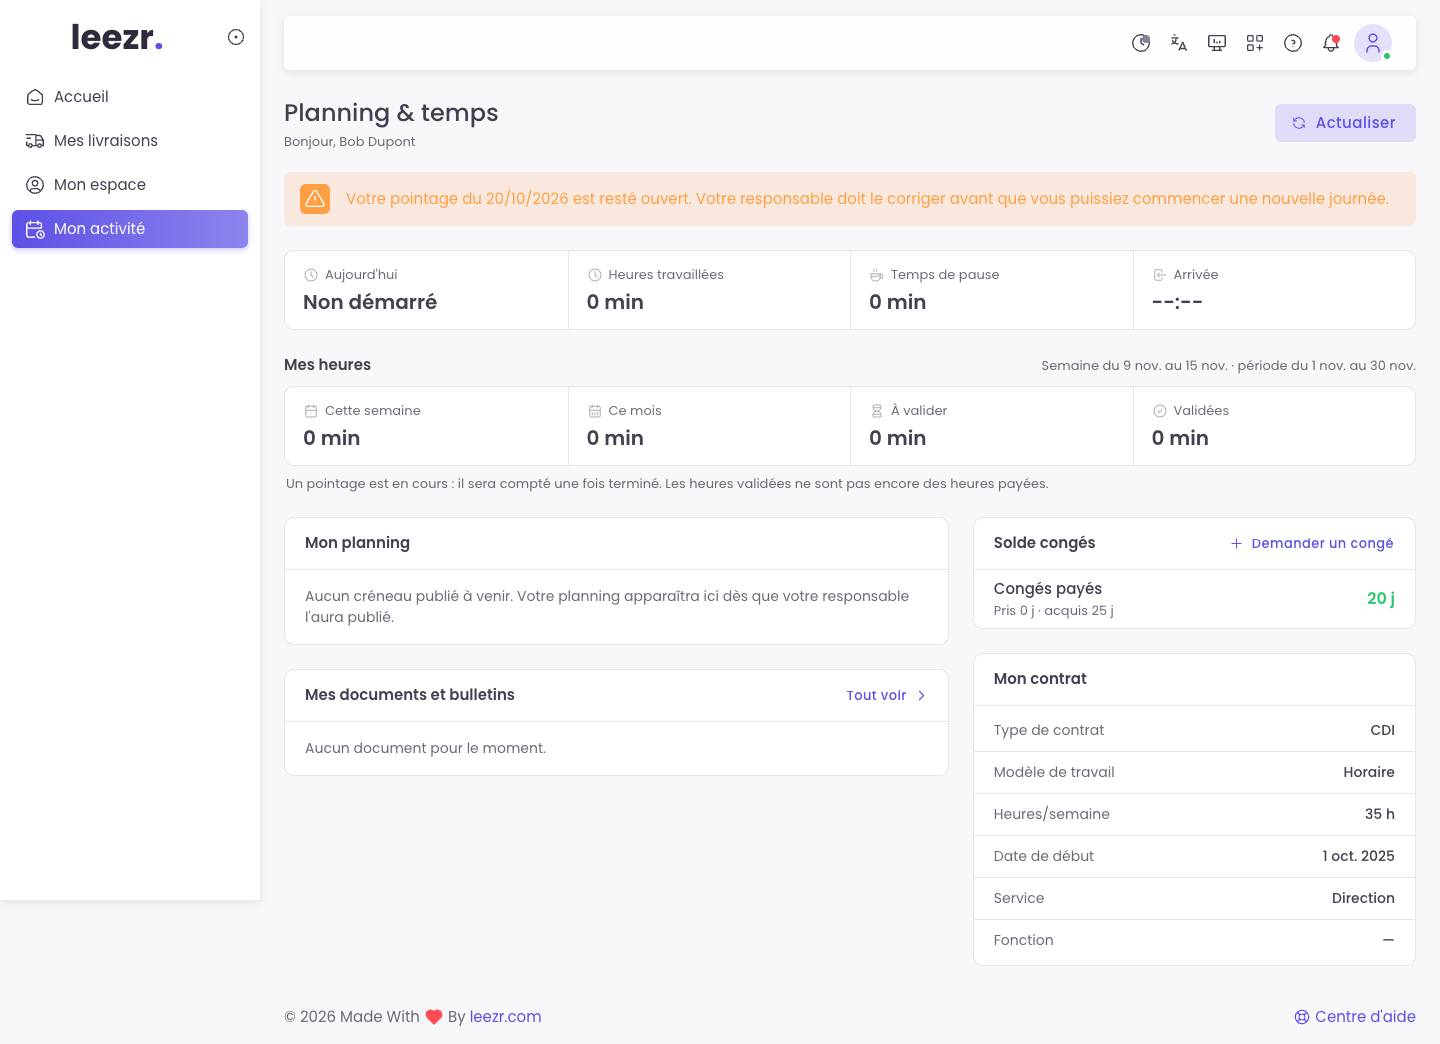 leezr.
Accueil
Mes livraisons
Mon espace
Mon activité
Planning & temps
Bonjour, Bob Dupont
Actualiser
Votre pointage du 20/10/2026 est resté ouvert. Votre responsable doit le corriger avant que vous puissiez commencer une nouvelle journée.
Aujourd'hui
Non démarré
Heures travaillées
0 min
Temps de pause
0 min
Arrivée
--:--
Mes heures
Semaine du 9 nov. au 15 nov. · période du 1 nov. au 30 nov.
Cette semaine
0 min
Ce mois
0 min
À valider
0 min
Validées
0 min
Un pointage est en cours : il sera compté une fois terminé. Les heures validées ne sont pas encore des heures payées.
Mon planning
Aucun créneau publié à venir. Votre planning apparaîtra ici dès que votre responsable
l'aura publié.
Mes documents et bulletins
Tout voir
Aucun document pour le moment.
Solde congés
Demander un congé
Congés payés
Pris 0 j · acquis 25 j
20 j
Mon contrat
Type de contrat
CDI
Modèle de travail
Horaire
Heures/semaine
35 h
Date de début
1 oct. 2025
Service
Direction
Fonction
—
© 2026 Made With By leezr.com
Centre d'aide